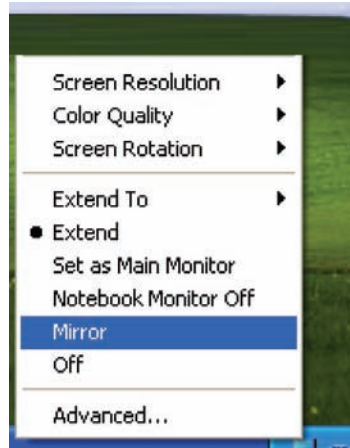 Screen Resolution
Color Quality
Screen Rotation
Extend To
Extend
Set as Main Monitor
Notebook Monitor Off
Mirror
Off
Advanced...